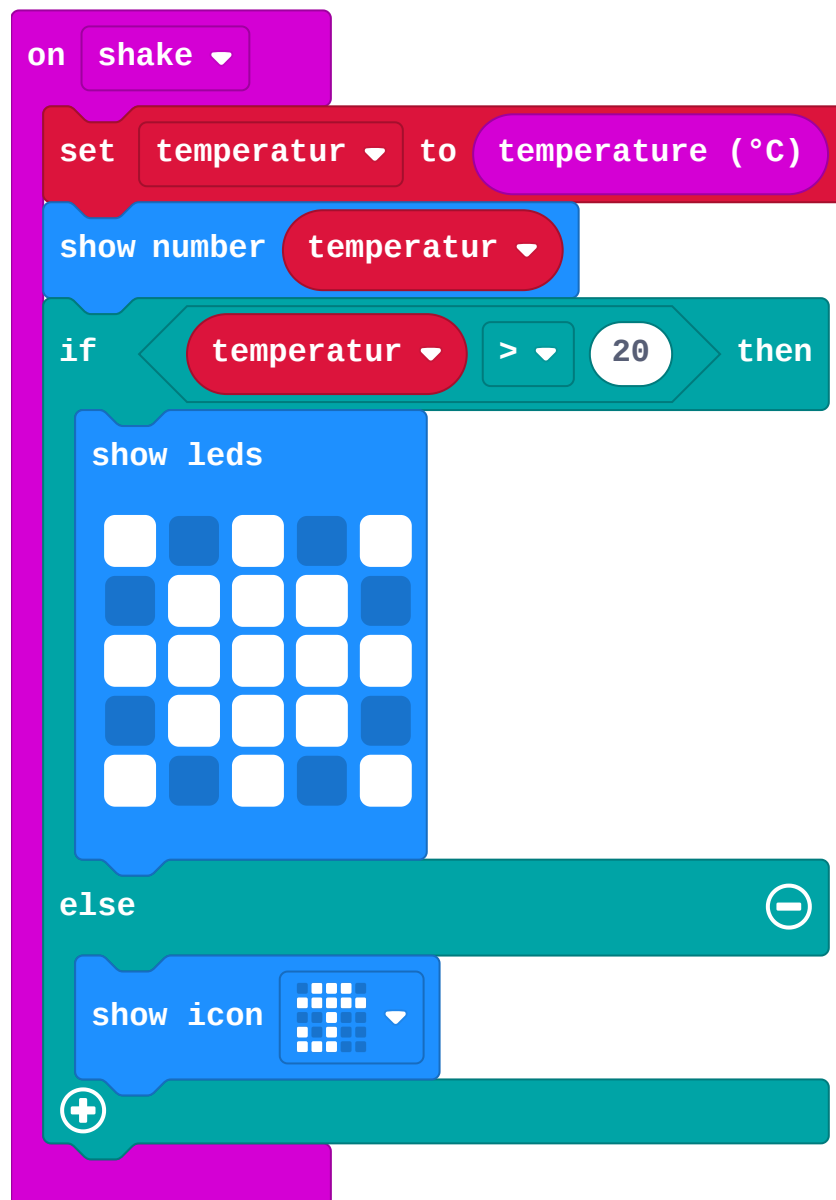 on shake
set temperatur to temperature (°C)
show number temperatur
if temperatur > 20 then
show leds
else
show icon